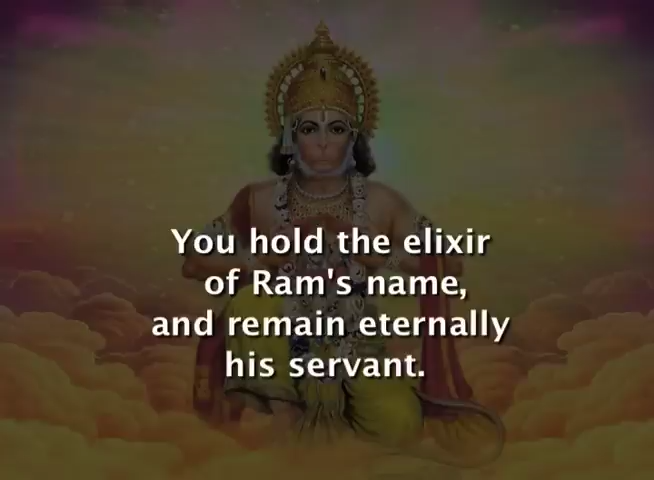 You hold the elixir
of Ram's name,
and remain eternally
his servant.